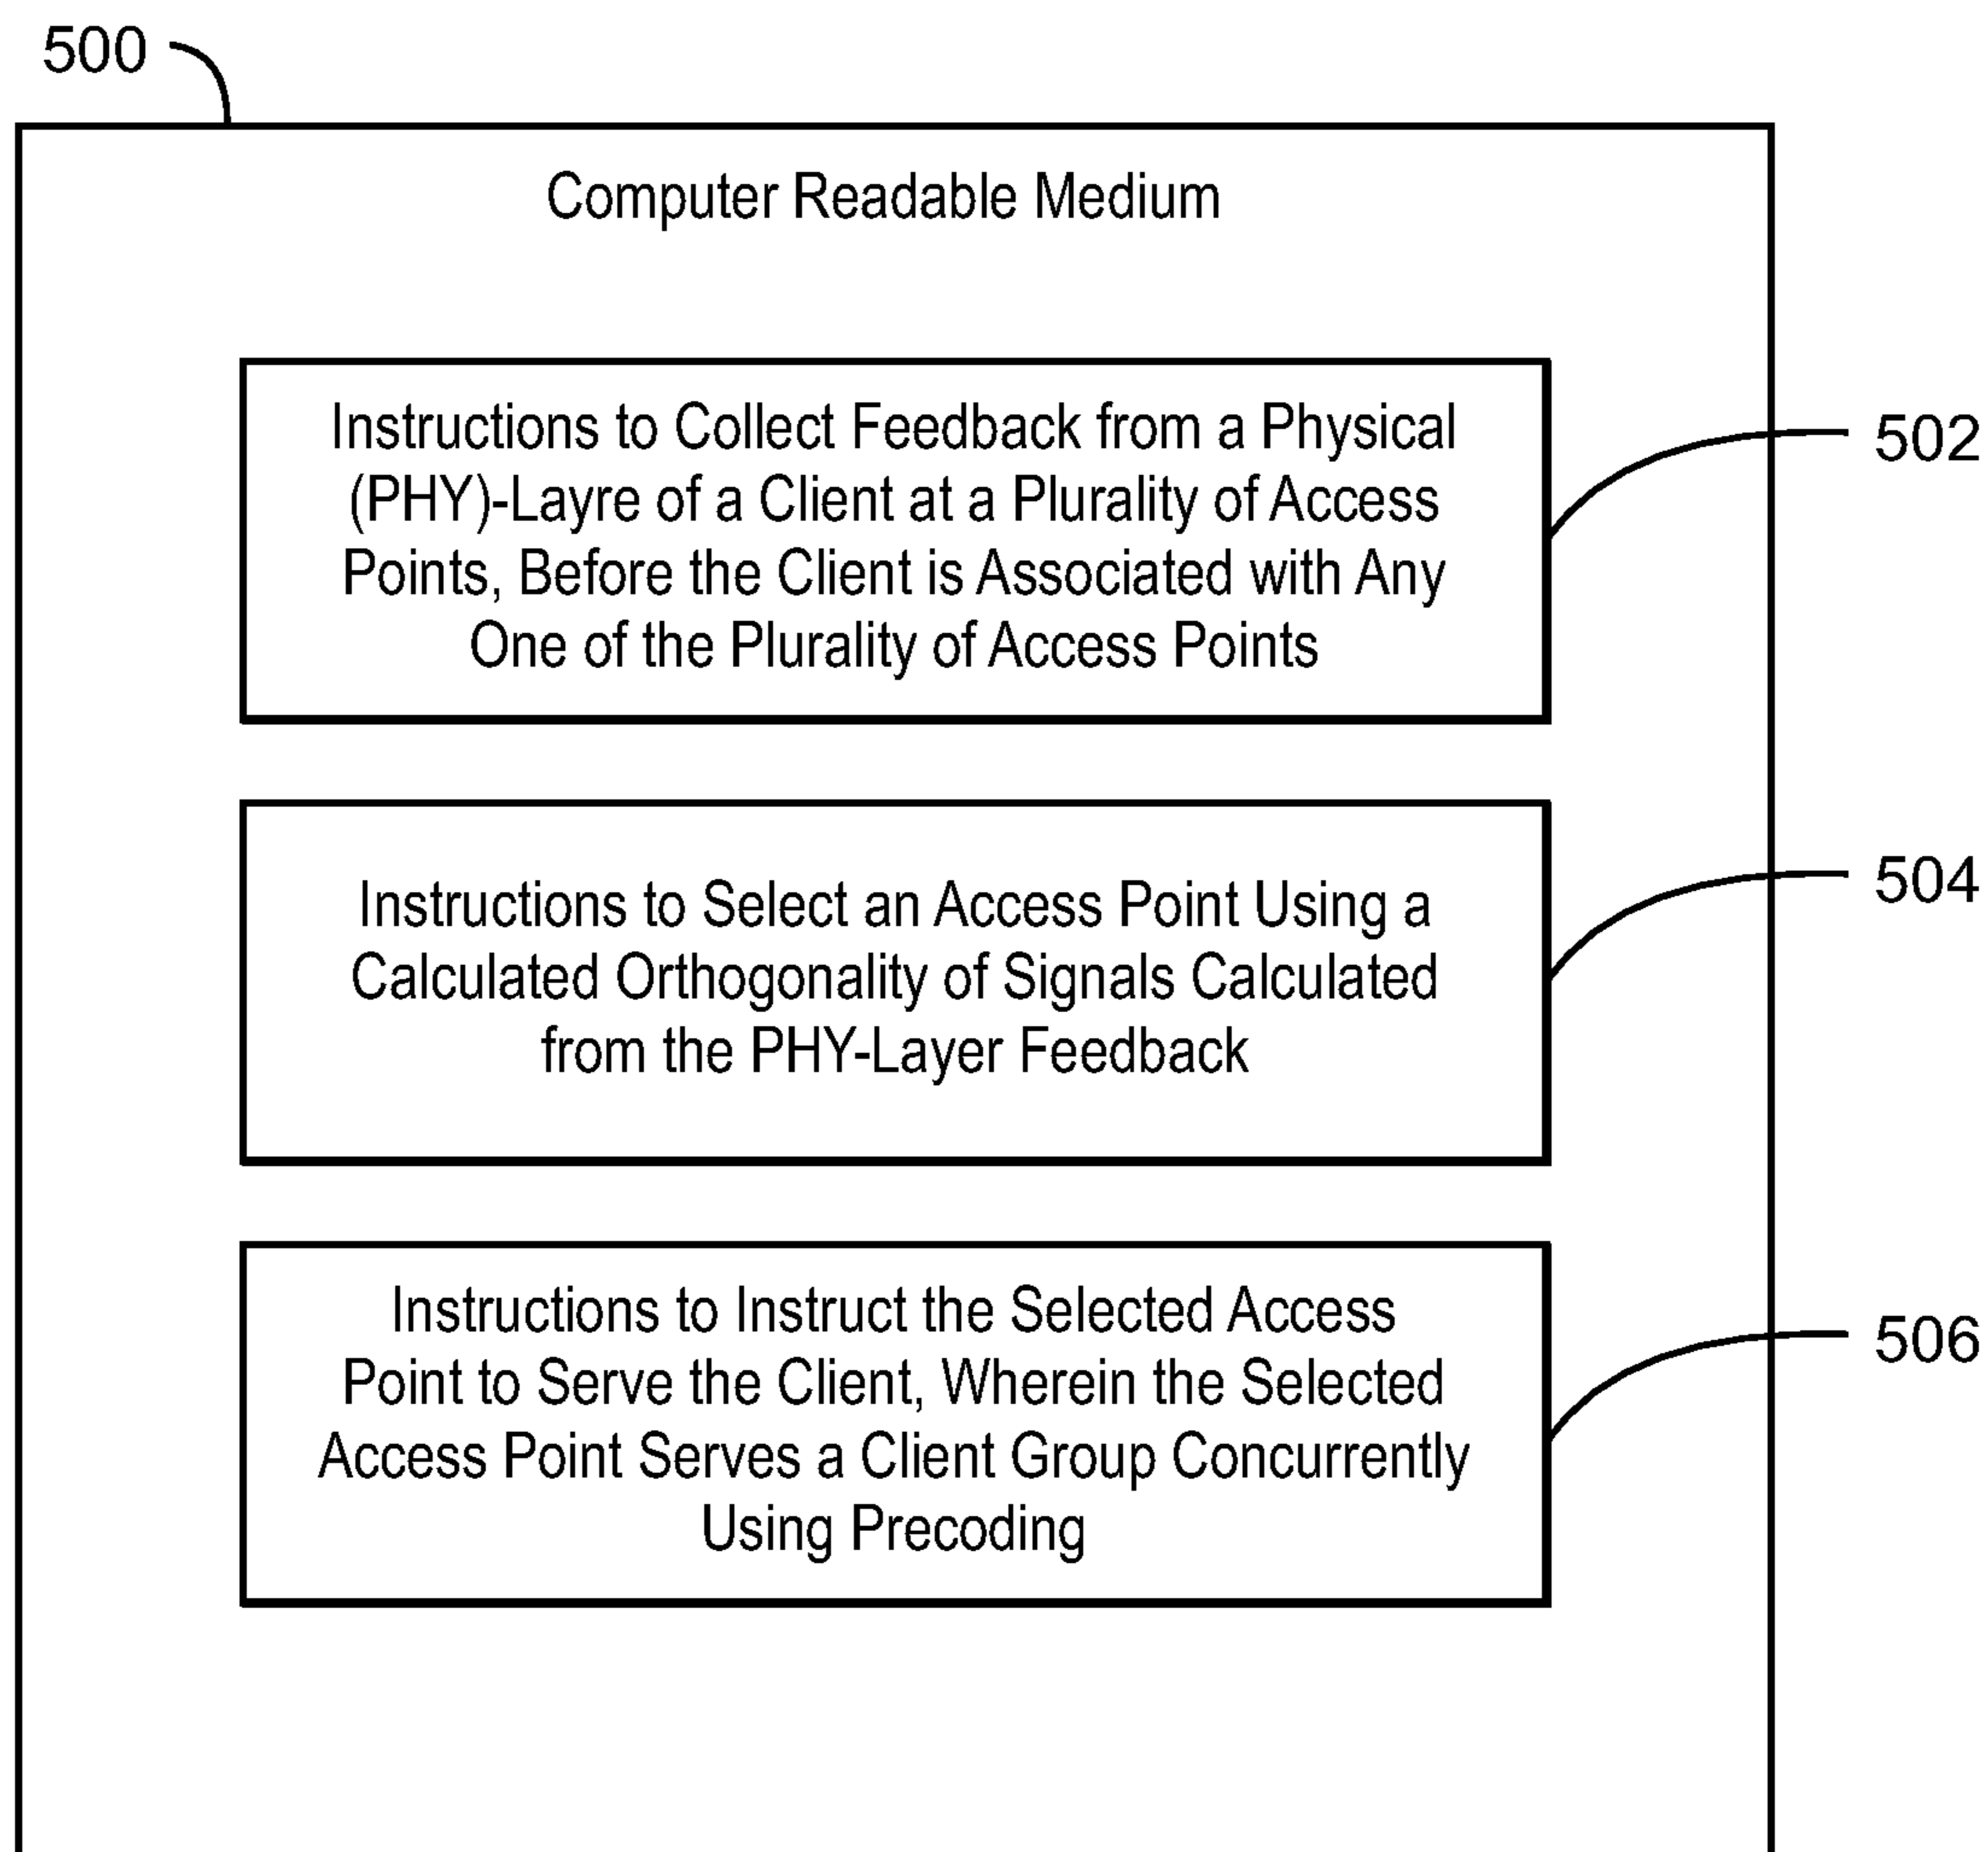 500
Computer Readable Medium
Instructions to Collect Feedback from a Physical
(PHY)-Layre of a Client at a Plurality of Access
Points, Before the Client is Associated with Any
One of the Plurality of Access Points
502
Instructions to Select an Access Point Using a
Calculated Orthogonality of Signals Calculated
from the PHY-Layer Feedback
504
Instructions to Instruct the Selected Access
Point to Serve the Client, Wherein the Selected
Access Point Serves a Client Group Concurrently
Using Precoding
506